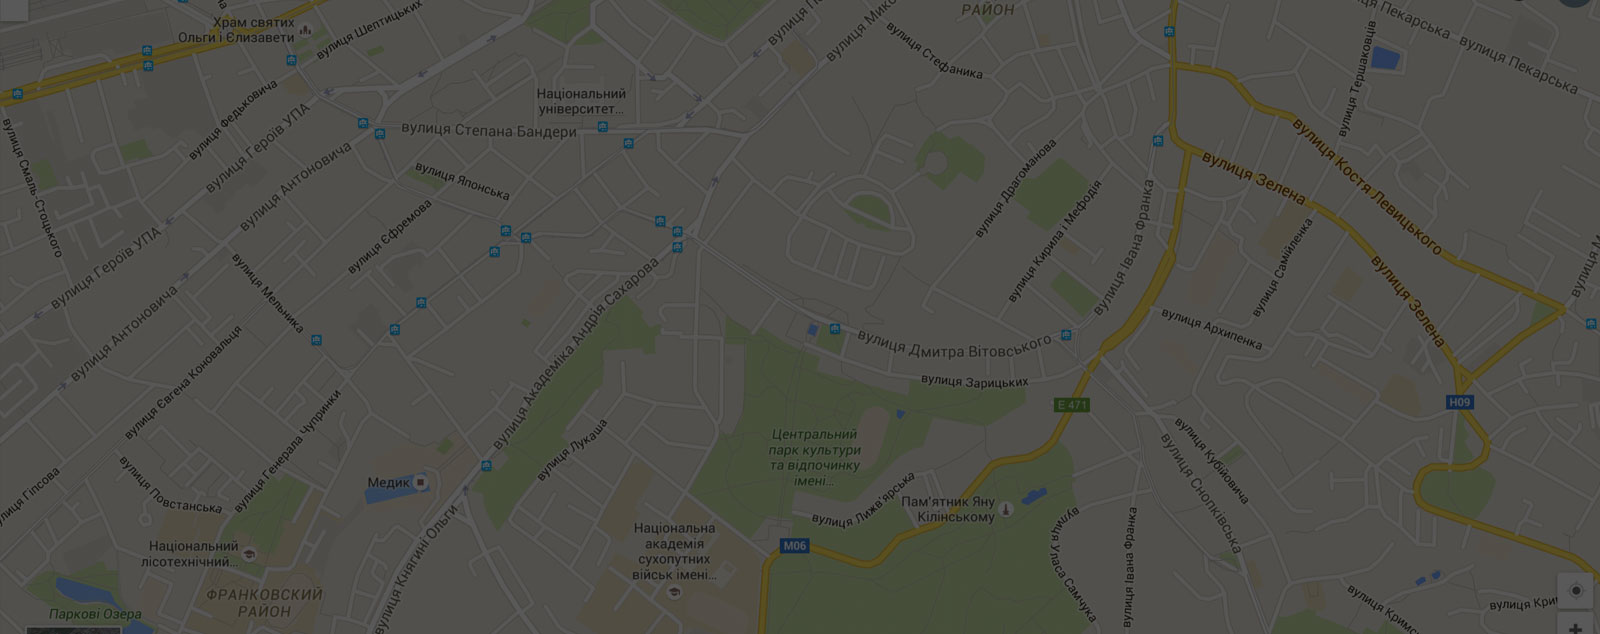 РАЙОН
Храм святих
Ольги і Єлизавети
вулиця Шептицьких
вулиця Мико
вулиця Стефаника
вулиця Пекарська
вулиця Пекарська
вулиця Тершаковців
вулиця Федьковича
вулиця Героїв УПА
Національний
університет...
вулиця Степана Бандери
вулиця Антоновича
вулиця Смаль-Стоцького
вулиця Японська
вулиця Єфремова
вулиця Драгоманова
вулиця Кирила і Мефодія
вулиця Івана Франка
вулиця Зелена
вулиця Костя Левицького
вулиця Самійленка
вулиця Героїв УПА
вулиця Мельника
вулиця Антоновича
вулиця Євгена Коновальця
вулиця Академіка Андрія Сахарова
вулиця Дмитра Вітовського
вулиця Зарицьких
вулиця Архипенка
вулиця Зелена
E 471
H09
вулиця Генерала Чупринки
вулиця Лукаша
Центральний
парк культури
та відпочинку
імені...
вулиця Кубійовича
вулиця Снопківська
вулиця Гіпсова
вулиця Повстанська
Медик
вулиця Лижв'ярська
Пам'ятник Яну
Кілінському
вулиця Княгині Ольги
Національна
академія
сухопутних
військ імені...
M06
вулиця Уласа Самчука
вулиця Івана Франка
Національний
лісотехнічний...
ФРАНКОВСКИЙ
РАЙОН
Паркові Озера
вулиця Кримс
вулиця Крим